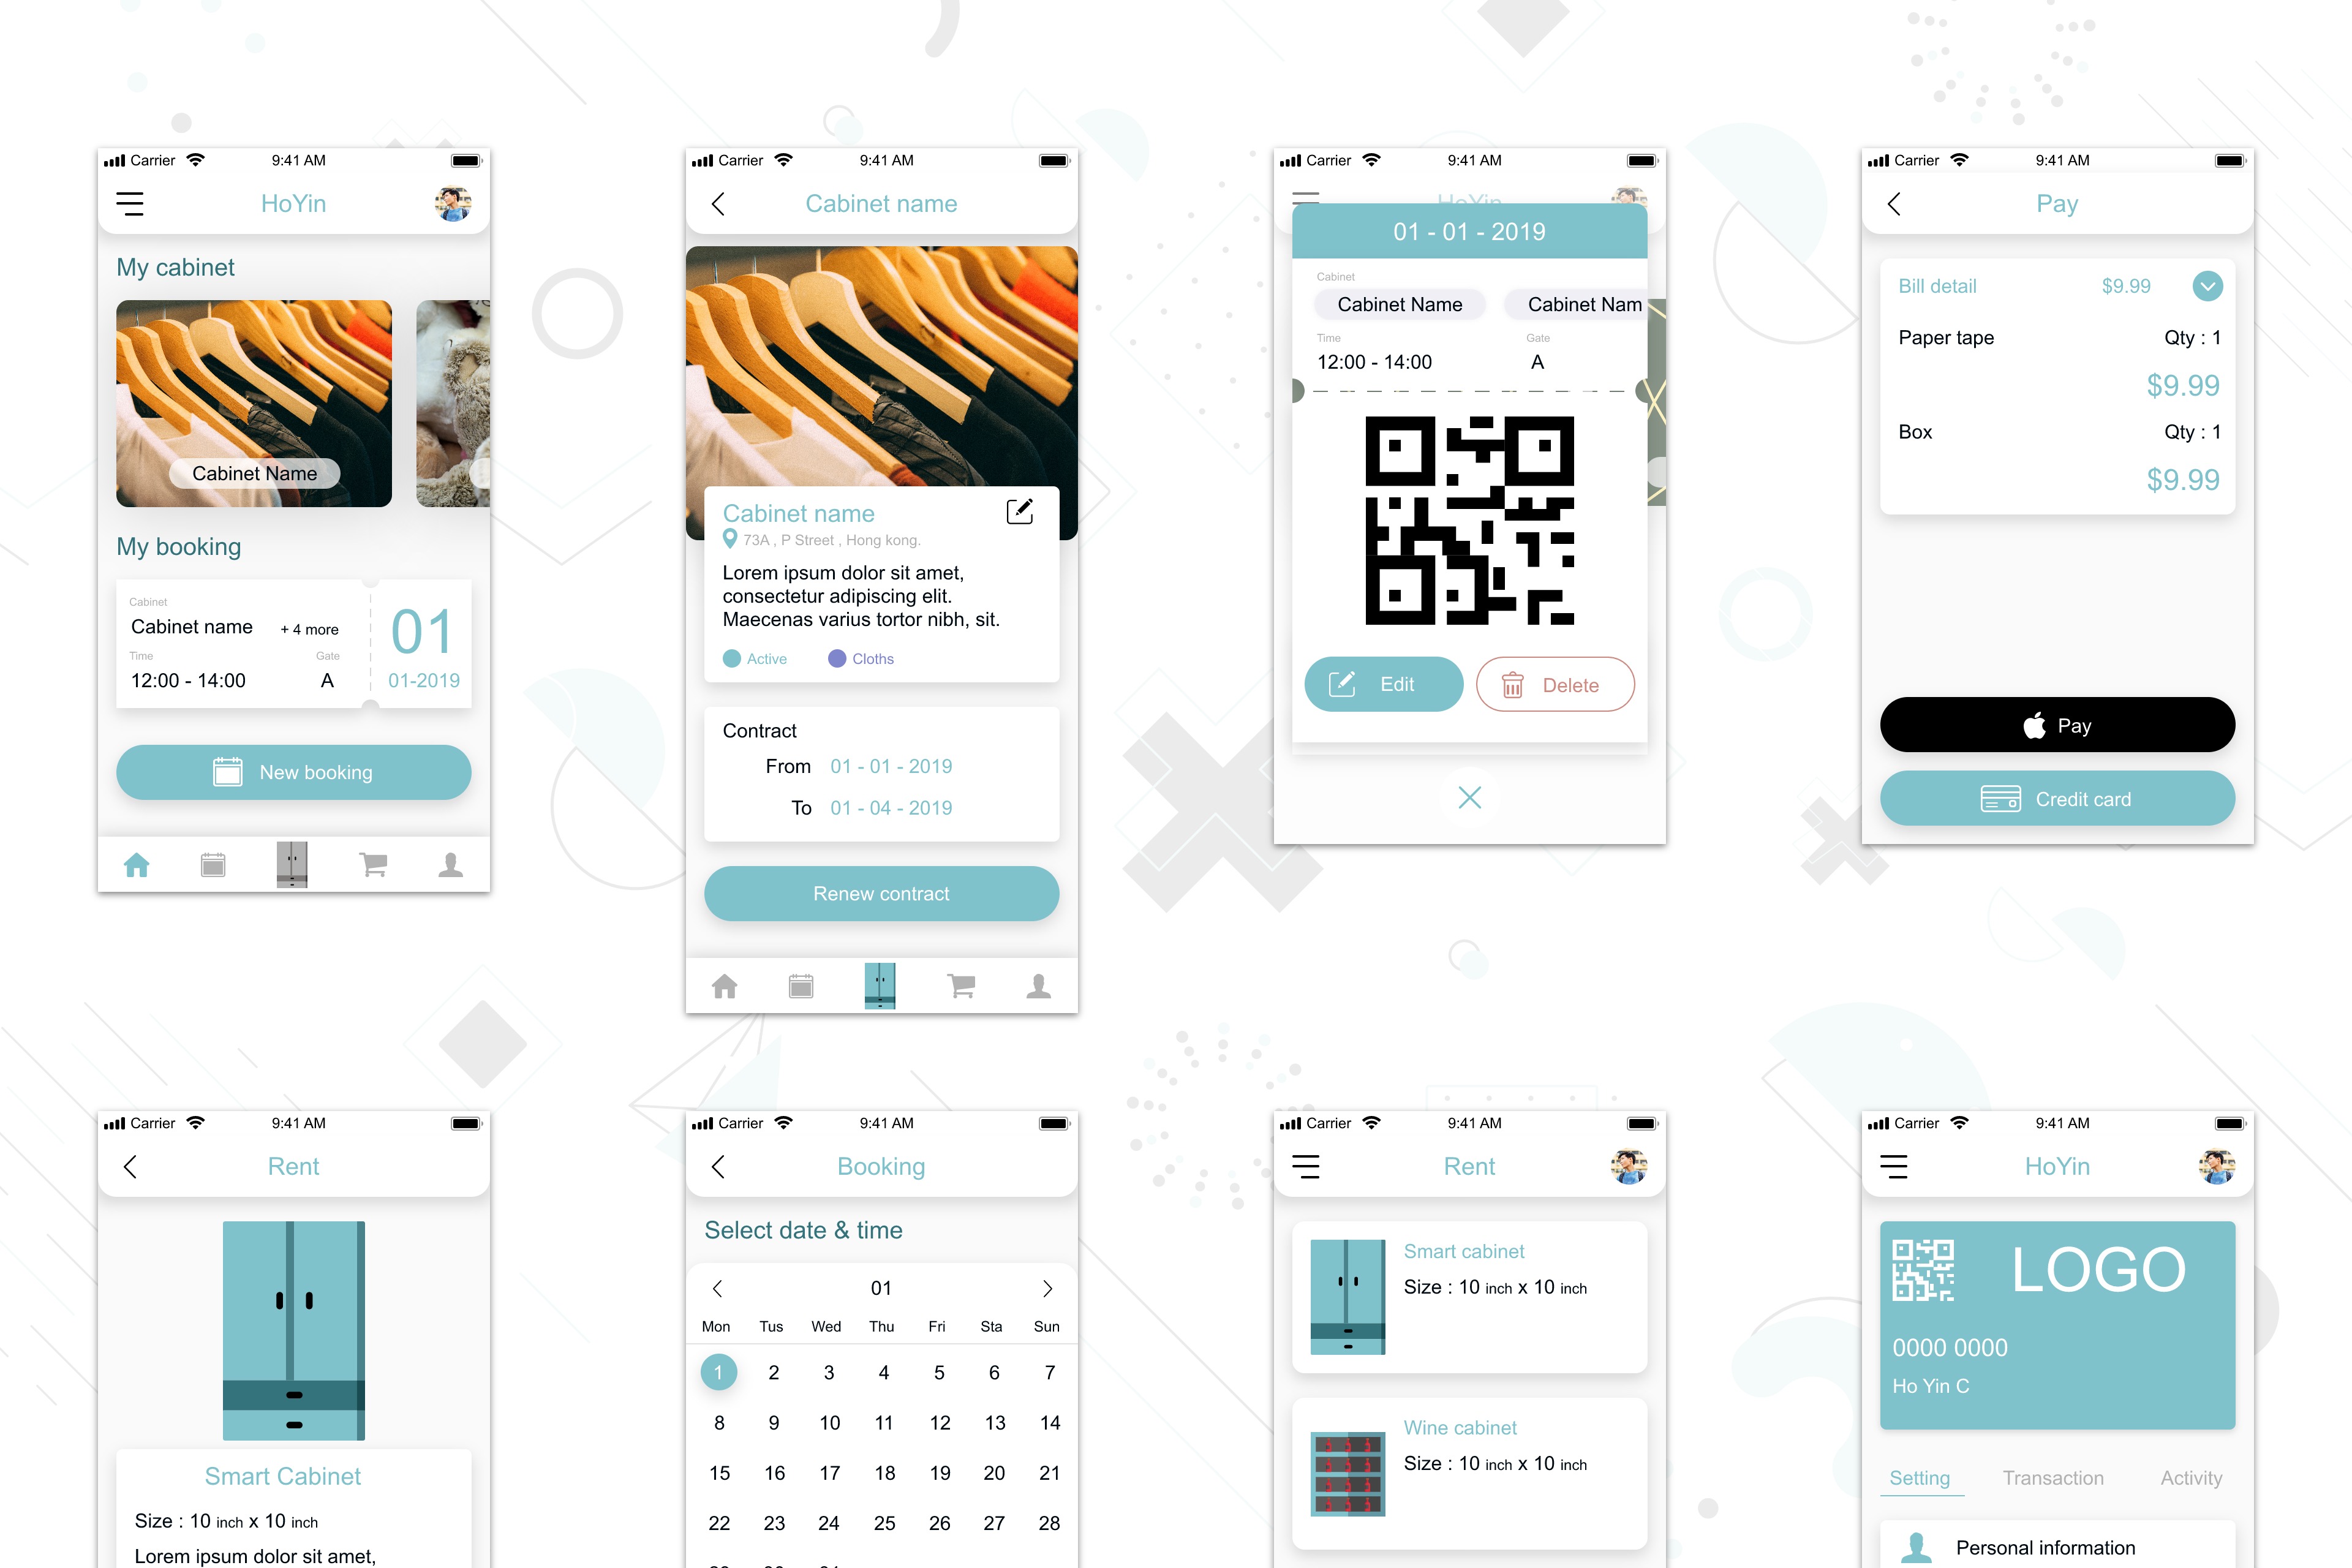 Carrier 9:41 AM
HoYin
My cabinet
Cabinet Name
My booking
Cabinet
Cabinet name + 4 more
Time Gate
12:00 - 14:00 A
01
01-2019
New booking
Carrier 9:41 AM
Cabinet name
Cabinet name
73A , P Street , Hong kong.
Lorem ipsum dolor sit amet,
consectetur adipiscing elit.
Maecenas varius tortor nibh, sit.
Active Cloths
Contract
From 01 - 01 - 2019
To 01 - 04 - 2019
Renew contract
Carrier 9:41 AM
HoYin
01 - 01 - 2019
Cabinet
Cabinet Name Cabinet Nam
Time Gate
12:00 - 14:00 A
Edit Delete
Carrier 9:41 AM
Pay
Bill detail $9.99
Paper tape Qty : 1
$9.99
Box Qty : 1
$9.99
Pay
Credit card
Carrier 9:41 AM
Rent
Smart Cabinet
Size : 10 inch x 10 inch
Lorem ipsum dolor sit amet,
Carrier 9:41 AM
Booking
Select date & time
01
Mon Tus Wed Thu Fri Sta Sun
1 2 3 4 5 6 7
8 9 10 11 12 13 14
15 16 17 18 19 20 21
22 23 24 25 26 27 28
Carrier 9:41 AM
Rent
Smart cabinet
Size : 10 inch x 10 inch
Wine cabinet
Size : 10 inch x 10 inch
Carrier 9:41 AM
HoYin
LOGO
0000 0000
Ho Yin C
Setting Transaction Activity
Personal information